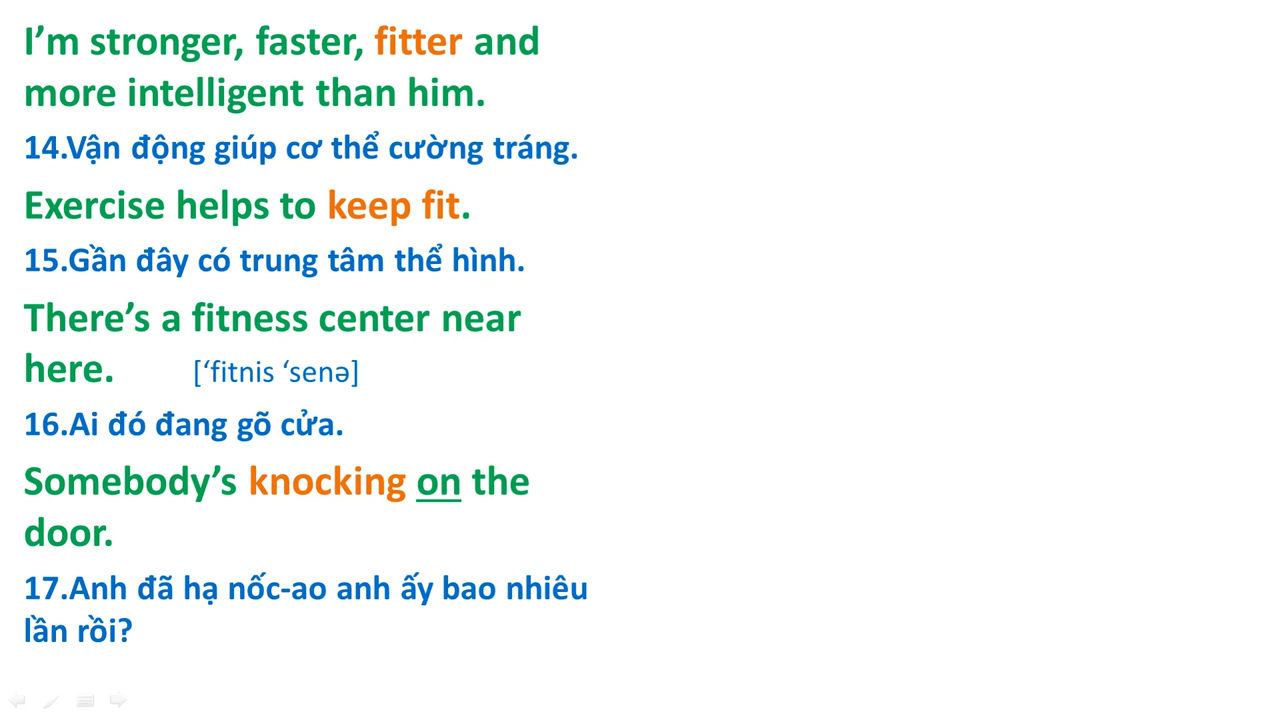 I’m stronger, faster, fitter and
more intelligent than him.
14.Vận động giúp cơ thể cường tráng.
Exercise helps to keep fit.
15.Gần đây có trung tâm thể hình.
There’s a fitness center near
here. [‘fitnis ‘senə]
16.Ai đó đang gõ cửa.
Somebody’s knocking on the
door.
17.Anh đã hạ nốc-ao anh ấy bao nhiêu
lần rồi?